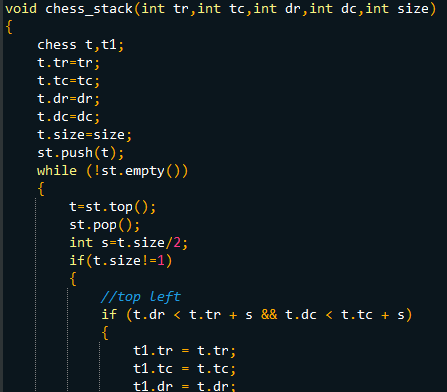 void chess_stack(int tr,int tc,int dr,int dc,int size)
{
chess t,t1;
t.tr=tr;
t.tc=tc;
t.dr=dr;
t.dc=dc;
t.size=size;
st.push(t);
while (!st.empty())
{
t=st.top();
st.pop();
int s=t.size/2;
if(t.size!=1)
{
//top left
if (t.dr < t.tr + s && t.dc < t.tc + s)
{
t1.tr = t.tr;
t1.tc = t.tc;
t1.dr = t.dr;